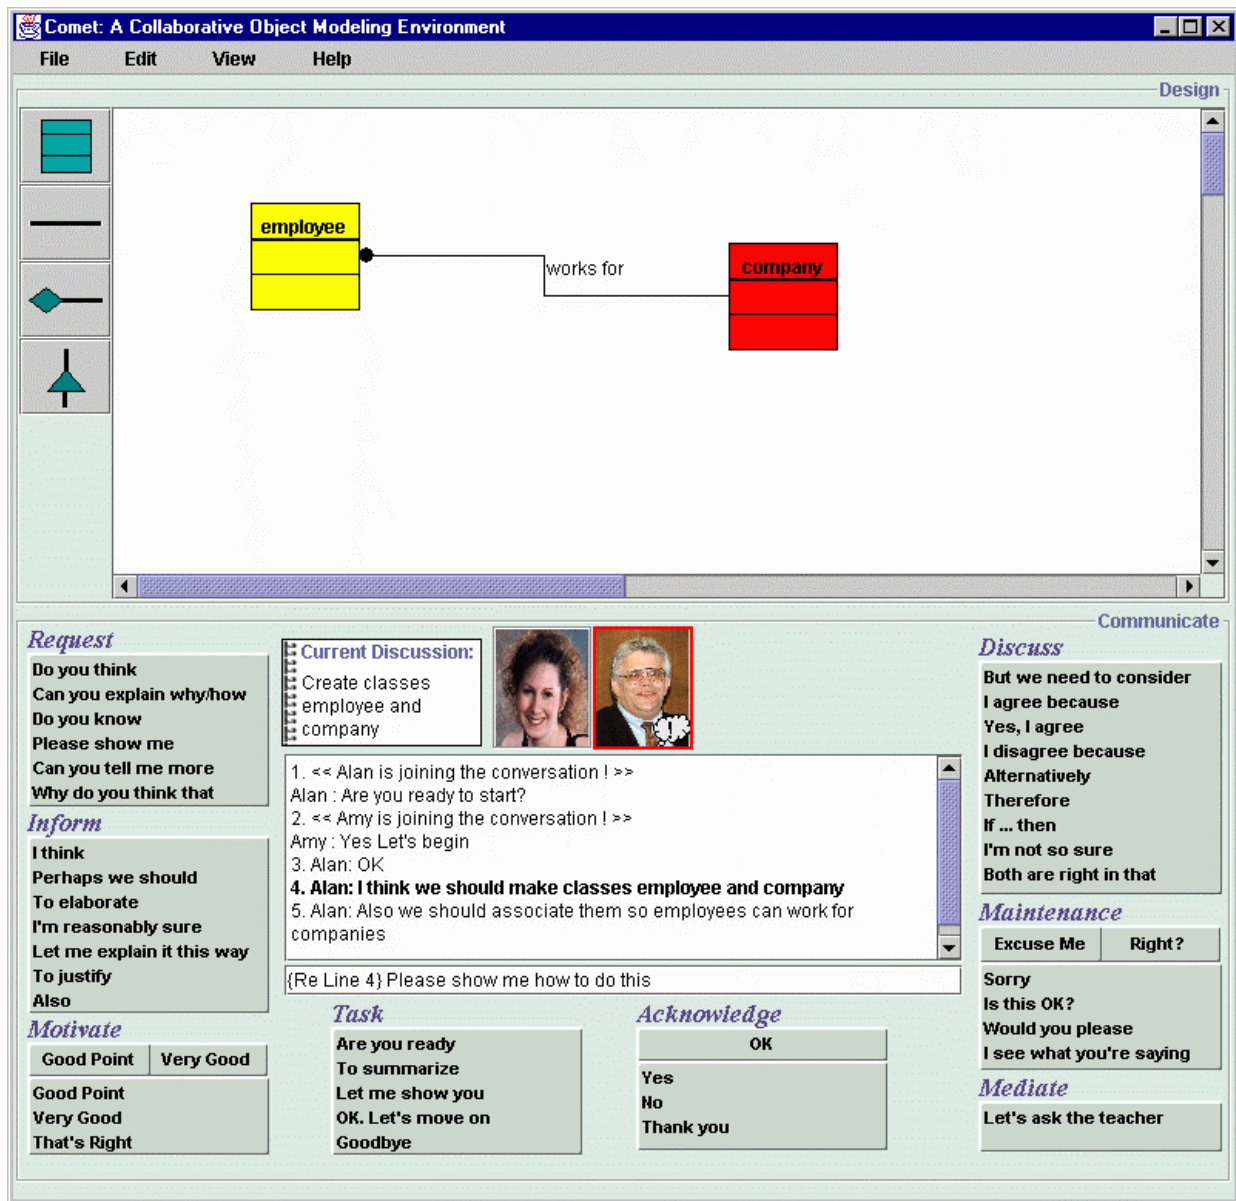 Comet: A Collaborative Object Modeling Environment
File Edit View Help
Design
employee
works for
company
Communicate
Request
Do you think
Can you explain why/how
Do you know
Please show me
Can you tell me more
Why do you think that
Inform
I think
Perhaps we should
To elaborate
I'm reasonably sure
Let me explain it this way
To justify
Also
Motivate
Good Point Very Good
Good Point
Very Good
That's Right
Current Discussion:
Create classes
employee and
company
!
1. << Alan is joining the conversation ! >>
Alan : Are you ready to start?
2. << Amy is joining the conversation ! >>
Amy : Yes Let's begin
3. Alan: OK
4. Alan: I think we should make classes employee and company
5. Alan: Also we should associate them so employees can work for
companies
{Re Line 4} Please show me how to do this
Task
Are you ready
To summarize
Let me show you
OK. Let's move on
Goodbye
Acknowledge
OK
Yes
No
Thank you
Discuss
But we need to consider
I agree because
Yes, I agree
I disagree because
Alternatively
Therefore
If ... then
I'm not so sure
Both are right in that
Maintenance
Excuse Me Right?
Sorry
Is this OK?
Would you please
I see what you're saying
Mediate
Let's ask the teacher